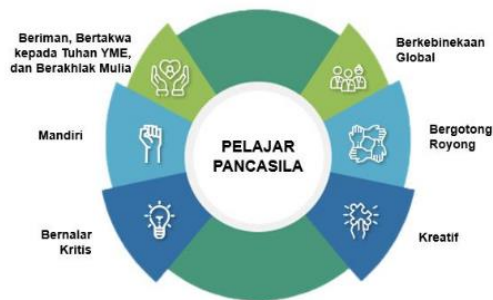 Beriman, Bertakwa
kepada Tuhan YME,
dan Berakhlak Mulia
Berkebinekaan
Global
Mandiri
PELAJAR
PANCASILA
Bergotong
Royong
Bernalar
Kritis
Kreatif